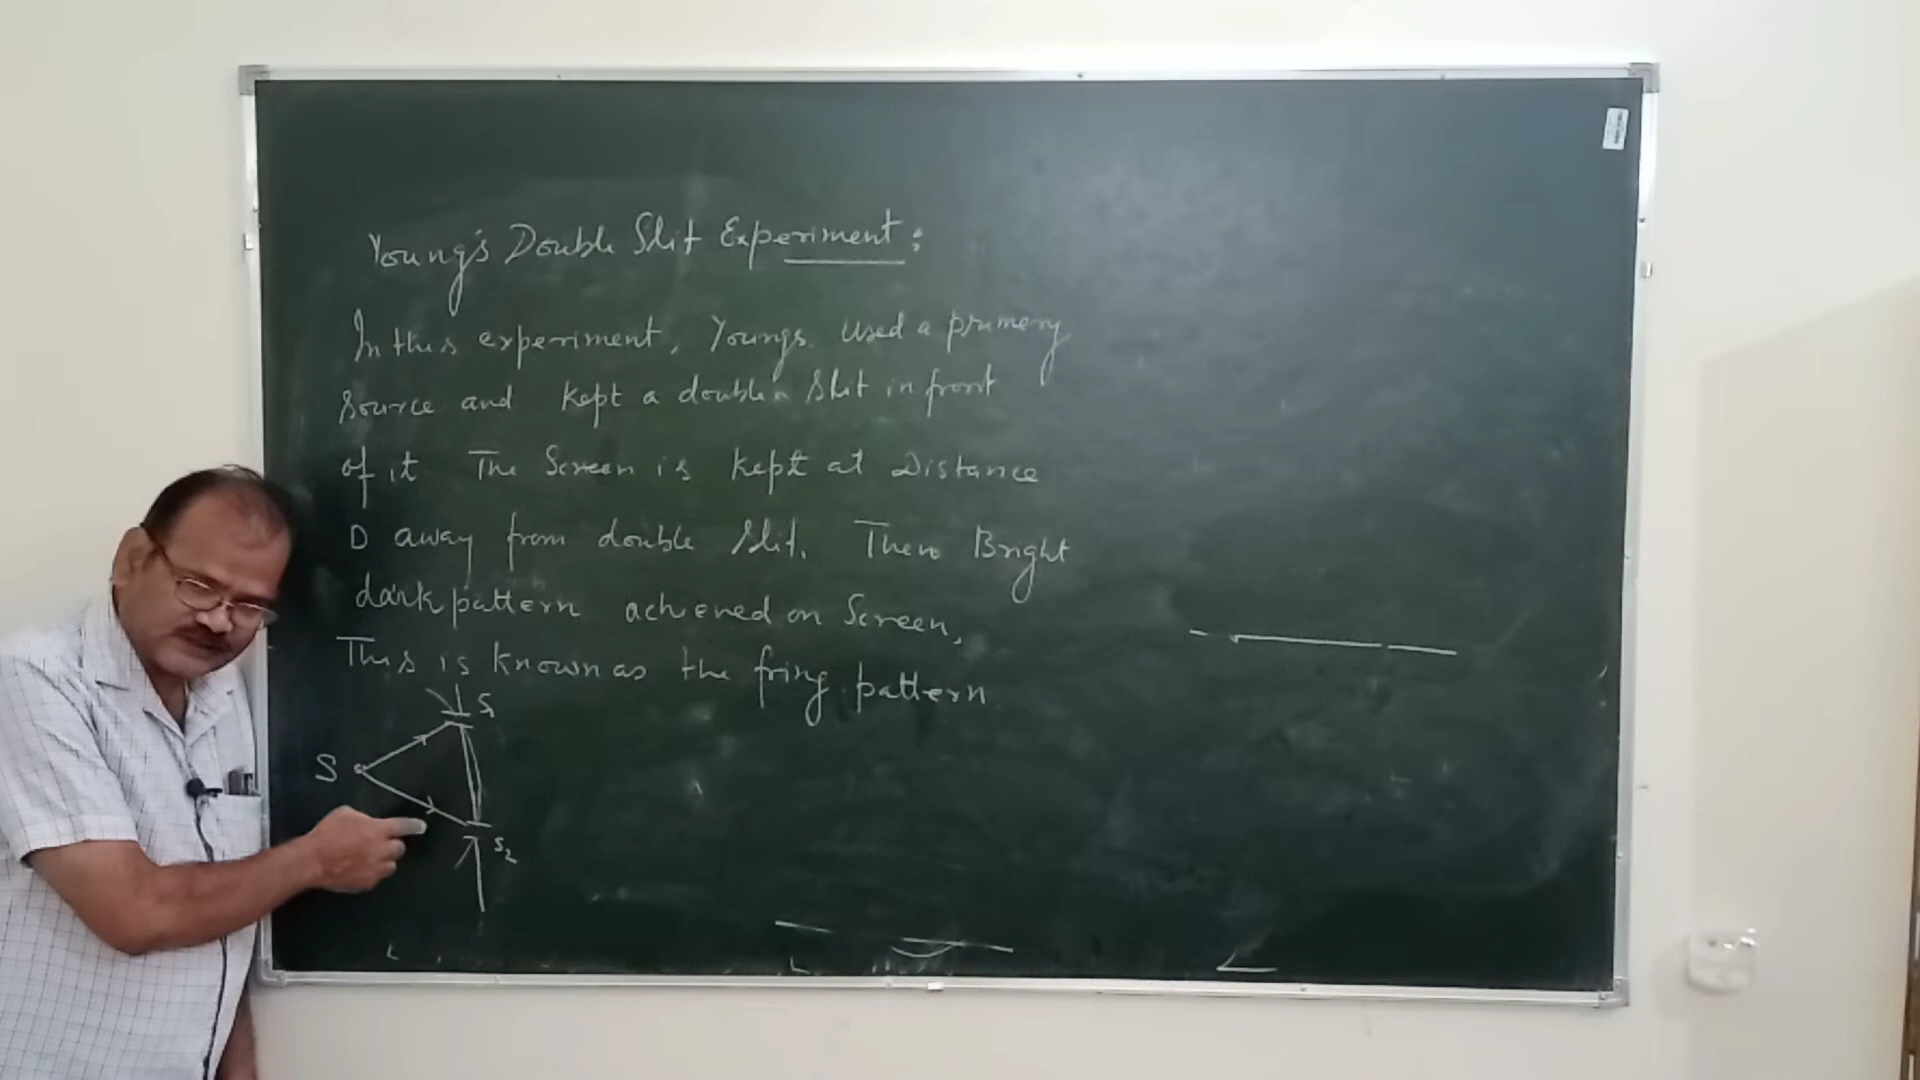 Young's Double Slit Experiment:
In this experiment, Youngs used a primery
source and kept a double slit in front
of it The Screen is kept at Distance
D away from double slit. Then Bright
dark pattern achieved on Screen,
This is known as the fring pattern
S1
S
S2